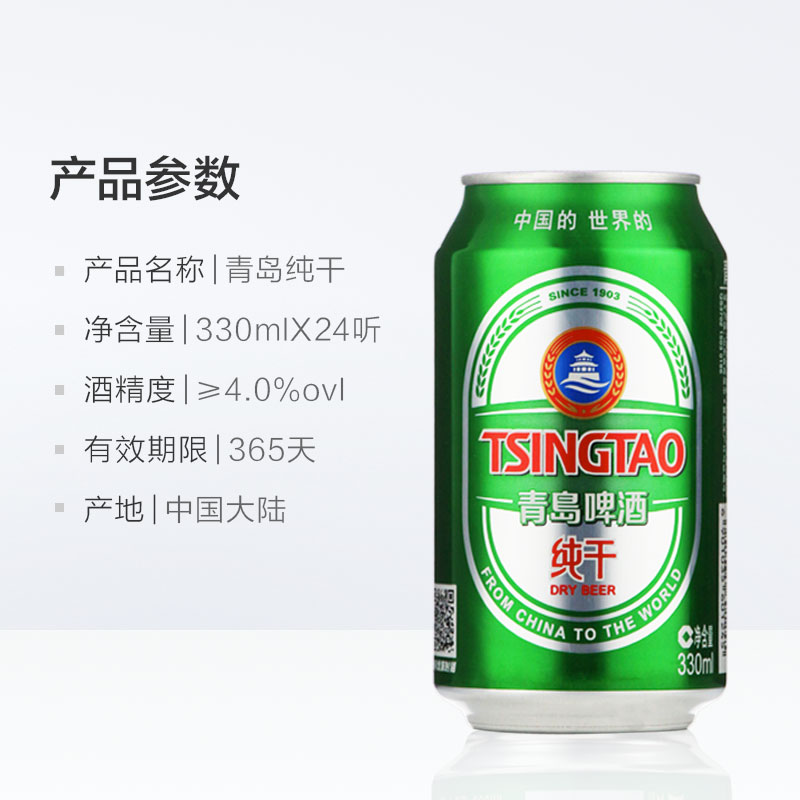 产品参数
产品名称|青岛纯干
净含量|330mlX24听
酒精度|≥4.0%ovl
有效期限|365天
产地|中国大陆
中国的 世界的
SINCE 1903
TSINGTAO
青島啤酒
纯干
DRY BEER
FROM CHINA TO THE WORLD
330ml